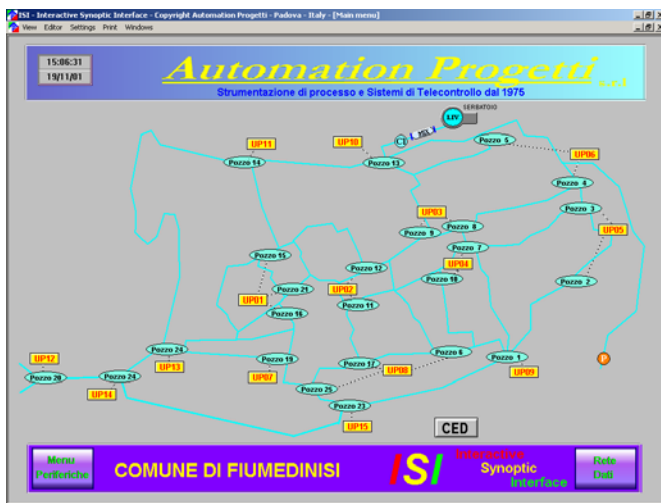 ISI - Interactive Synoptic Interface - Copyright Automation Progetti - Padova - Italy - [Main menu]
View Editor Settings Print Windows
15:06:31
19/11/01
Automation Progetti s.r.l
Strumentazione di processo e Sistemi di Telecontrollo dal 1975
SERBATOIO
LIV
UP11
UP10
Cl
Pozzo 5
UP06
Pozzo 14
Pozzo 13
Pozzo 4
Pozzo 3
UP03
Pozzo 8
Pozzo 9
UP05
Pozzo 7
Pozzo 15
Pozzo 12
UP04
Pozzo 10
Pozzo 2
Pozzo 21
UP02
UP01
Pozzo 11
Pozzo 16
Pozzo 24
Pozzo 6
UP12
Pozzo 19
Pozzo 1
P
UP13
Pozzo 17
UP08
UP09
Pozzo 20
Pozzo 24
UP07
Pozzo 25
UP14
Pozzo 23
UP15
CED
Menu
Periferiche
COMUNE DI FIUMEDINISI
ISI
Interactive
Synoptic
Interface
Rete
Dati